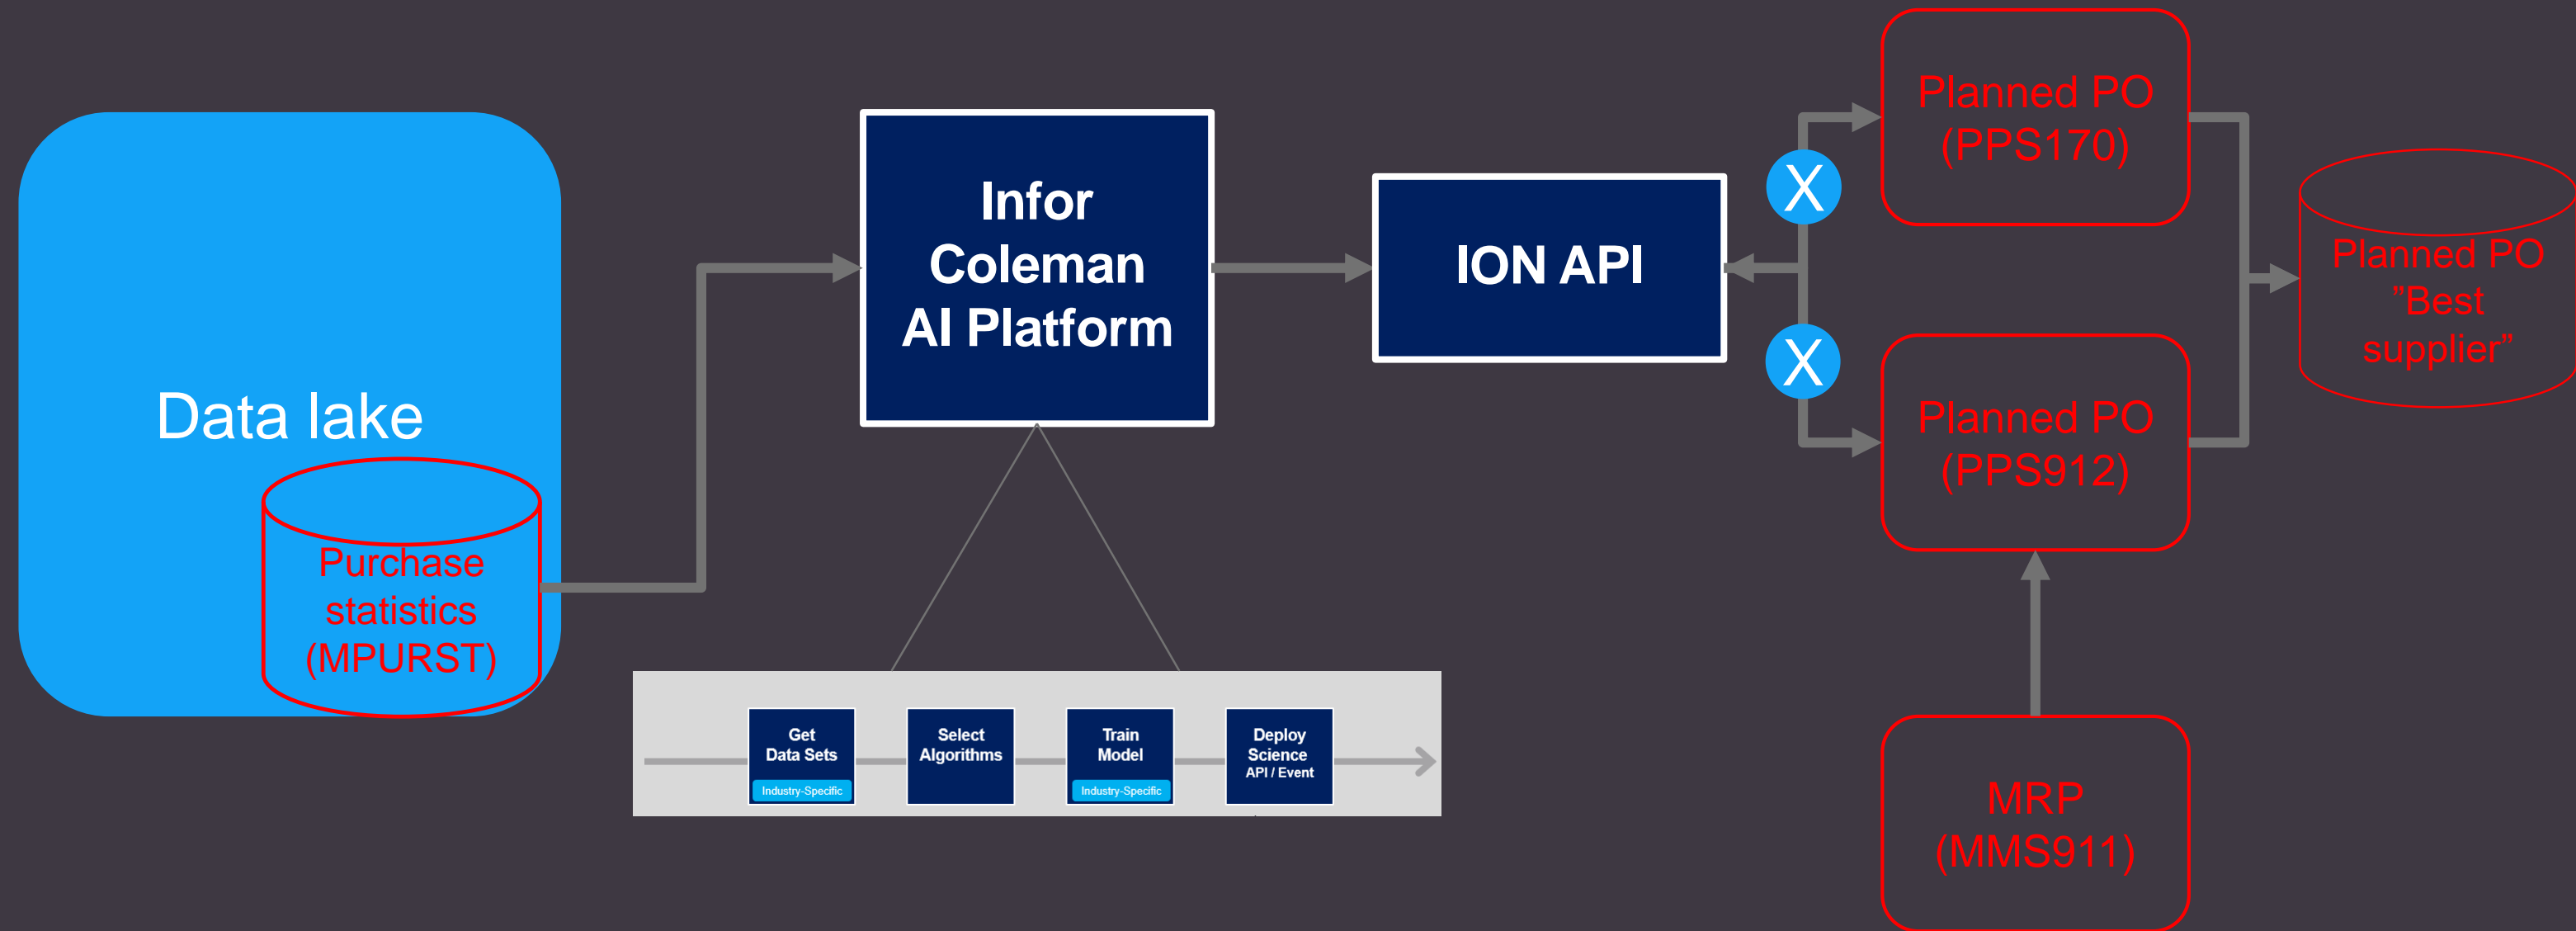 Data lake
Purchase
statistics
(MPURST)
Infor
Coleman
AI Platform
Get
Data Sets
Industry-Specific
Select
Algorithms
Train
Model
Industry-Specific
Deploy
Science
API / Event
ION API
X
X
Planned PO
(PPS170)
Planned PO
(PPS912)
MRP
(MMS911)
Planned PO
”Best
supplier”